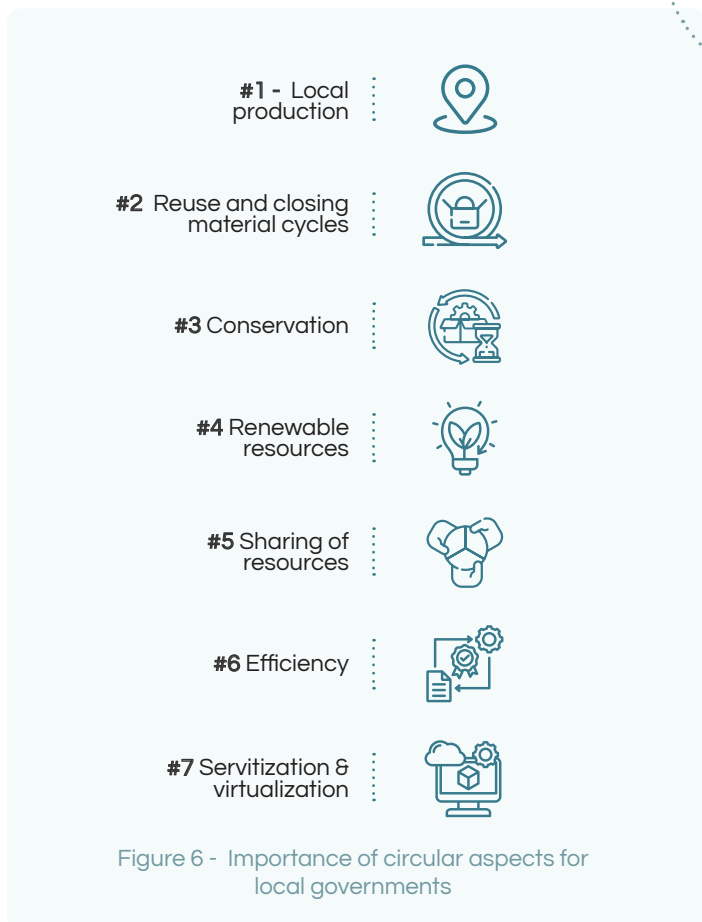 #1 - Local
production
#2 Reuse and closing
material cycles
#3 Conservation
#4 Renewable
resources
#5 Sharing of
resources
#6 Efficiency
#7 Servitization &
virtualization
Figure 6 - Importance of circular aspects for
local governments